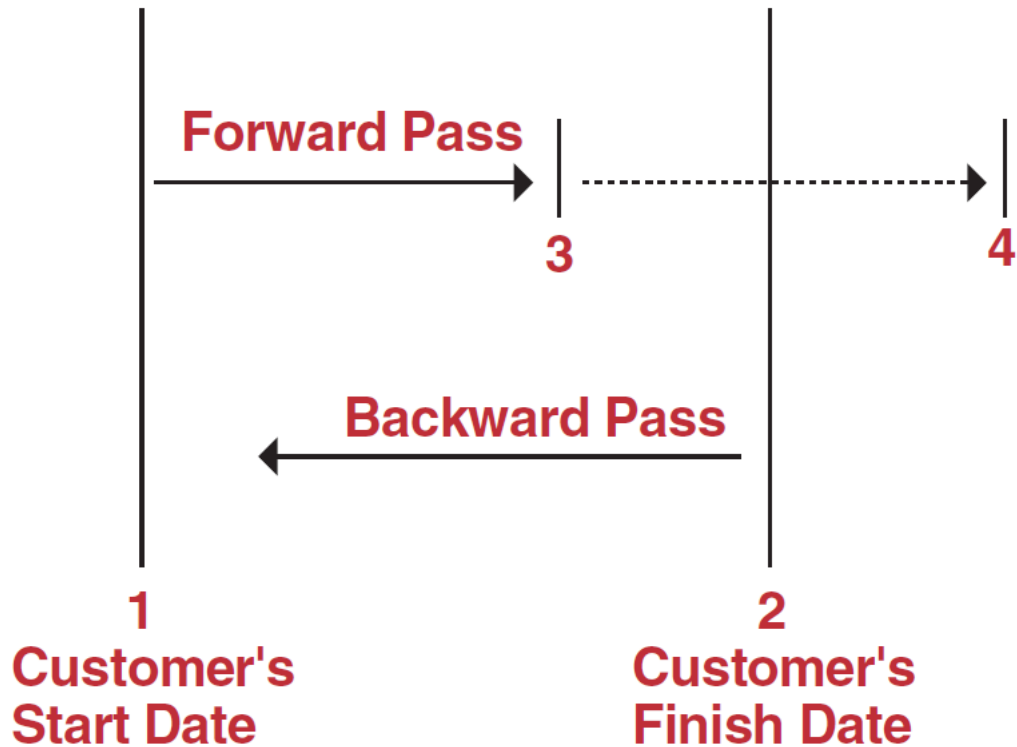 Forward Pass
3
4
Backward Pass
1
2
Customer's
Start Date
Customer's
Finish Date